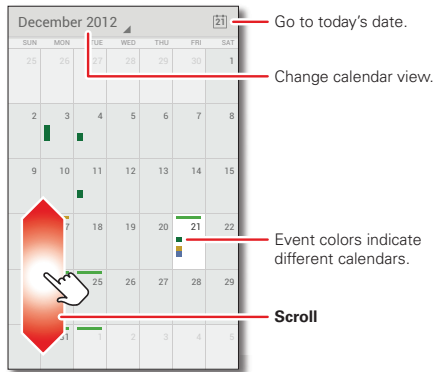 December 2012
21
Go to today's date.
SUN MON TUE WED THU FRI SAT
25 26 27 28 29 30 1
Change calendar view.
2 3 4 5 6 7 8
9 10 11 12 13 14 15
7 18 19 20 21 22
Event colors indicate
different calendars.
25 26 27 28 29
Scroll
31 1 2 3 4 5